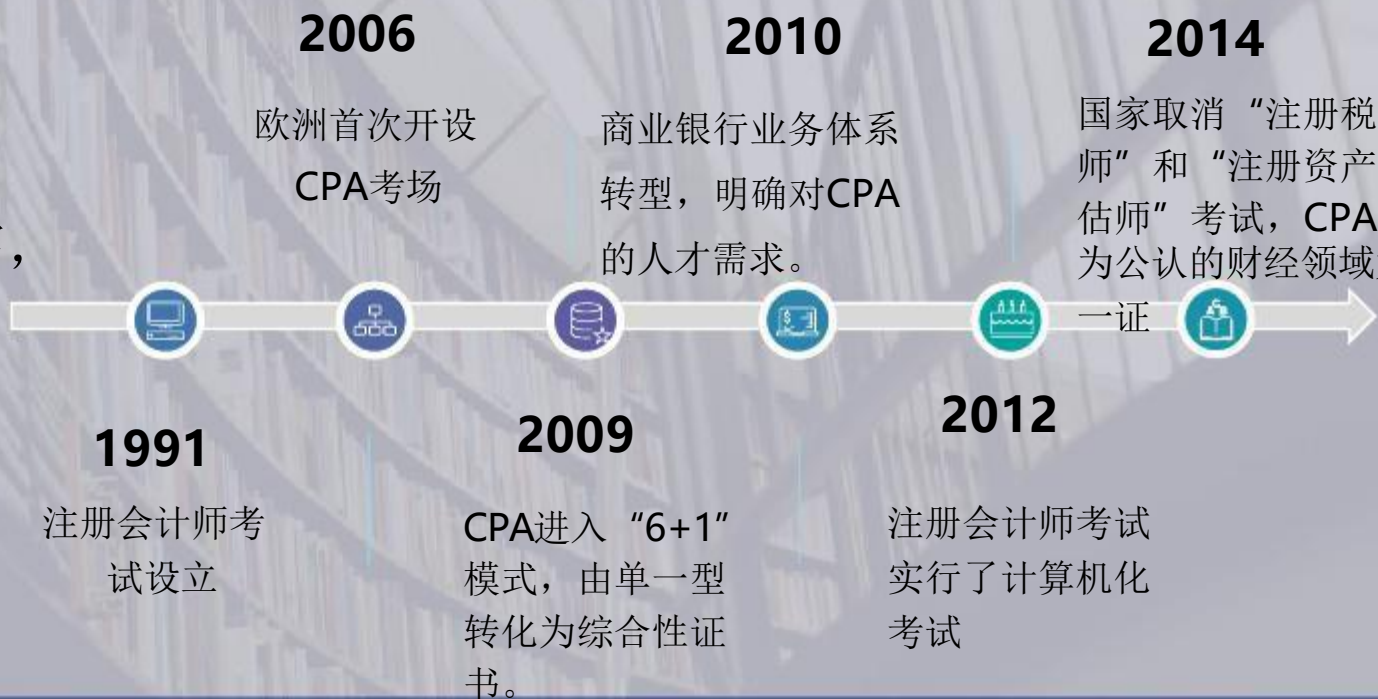 2006
欧洲首次开设
CPA考场
2010
商业银行业务体系
转型，明确对CPA
的人才需求。
2014
国家取消“注册税
师”和“注册资产
估师”考试，CPA
为公认的财经领域
一证
，
1991
注册会计师考
试设立
2009
CPA进入“6+1”
模式，由单一型
转化为综合性证
书。
2012
注册会计师考试
实行了计算机化
考试